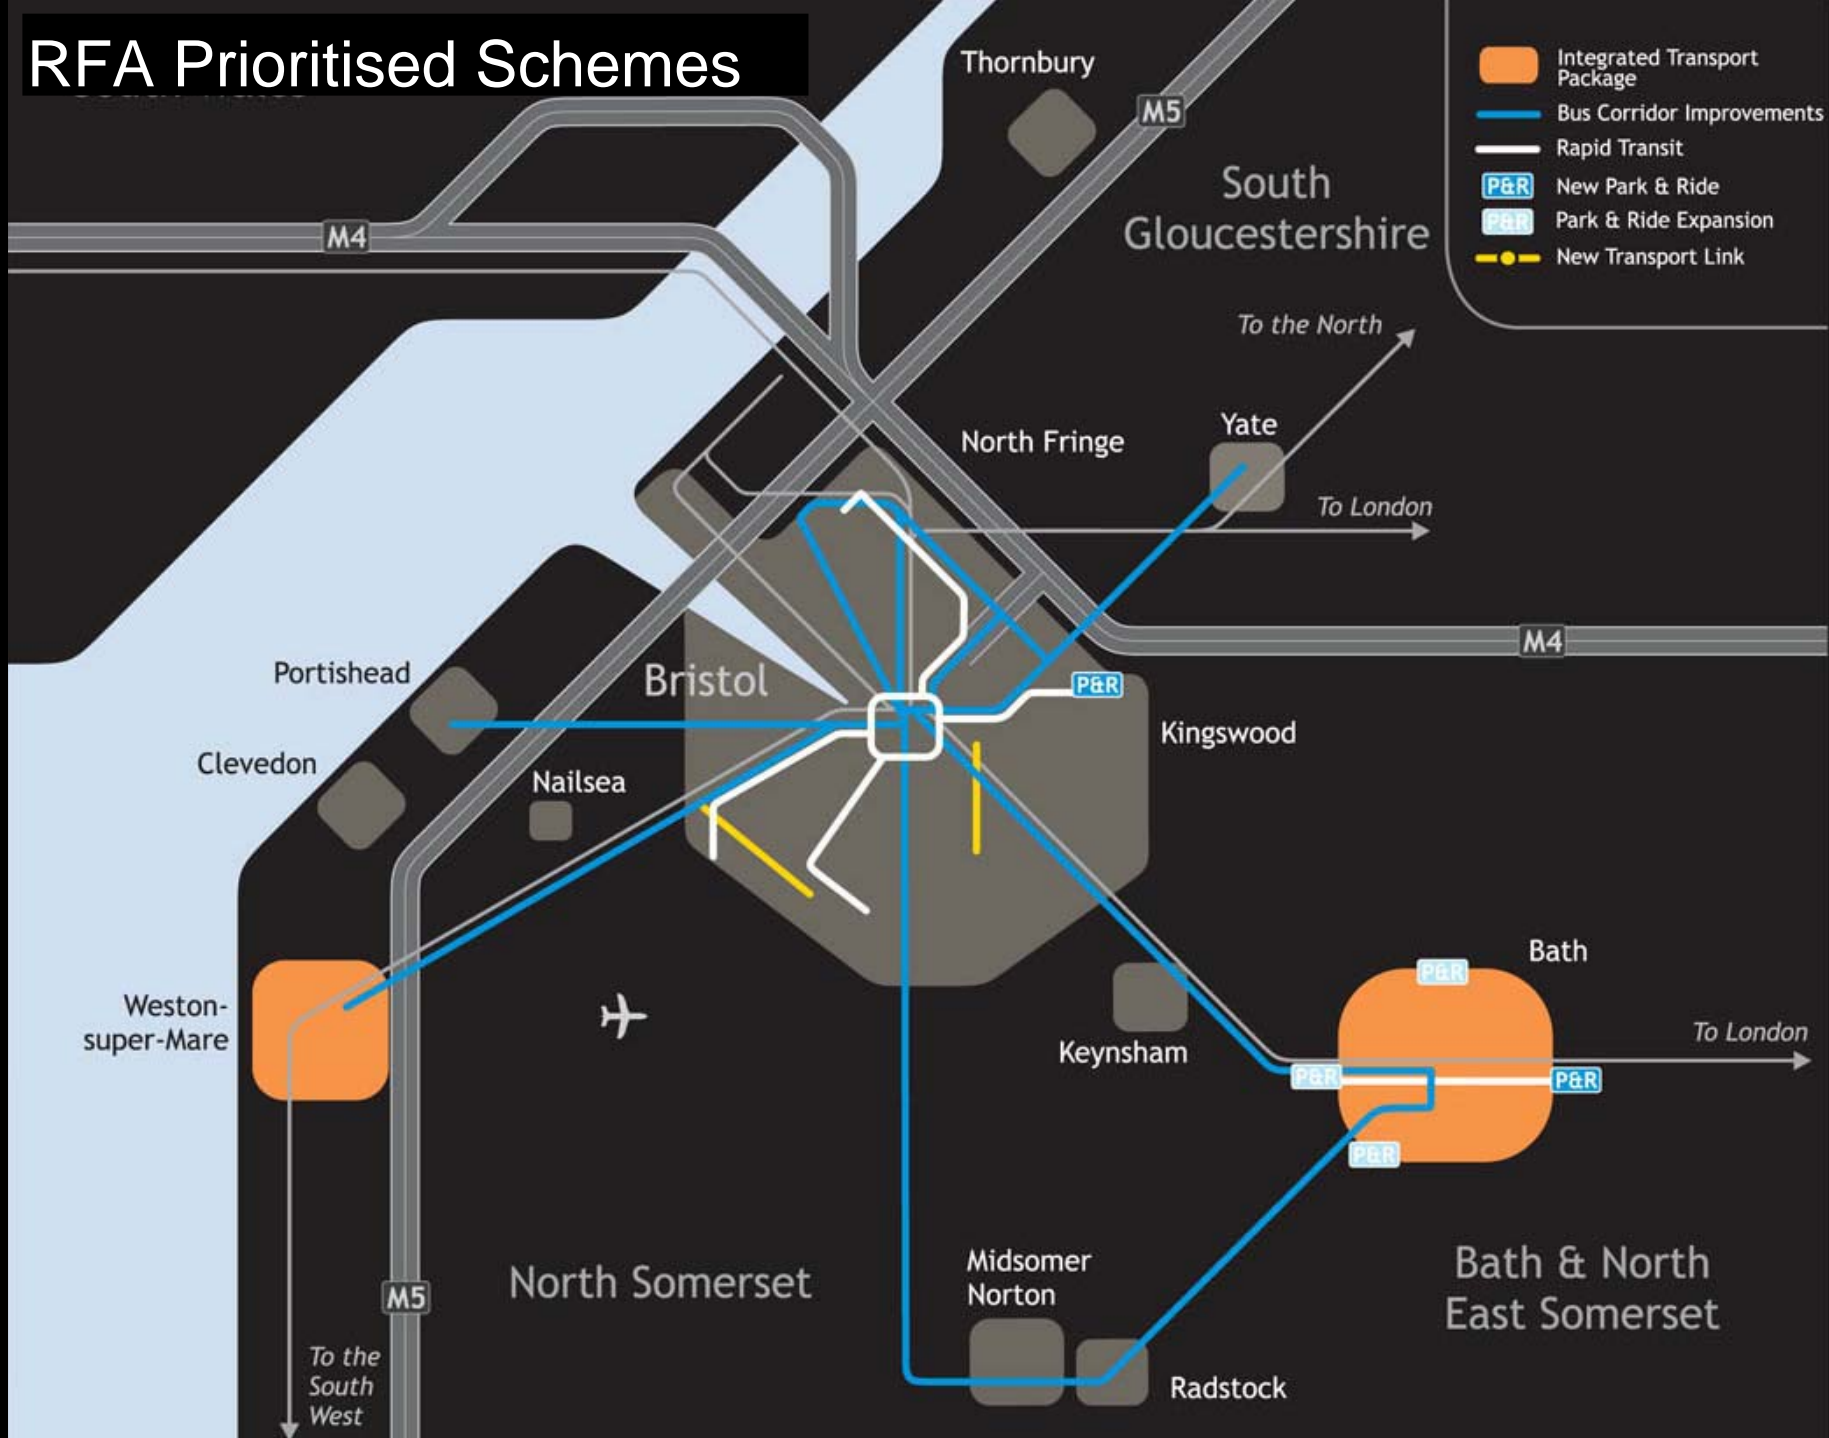 RFA Prioritised Schemes
Thornbury
M5
South
Gloucestershire
Integrated Transport
Package
Bus Corridor Improvements
Rapid Transit
P&R New Park & Ride
P&R Park & Ride Expansion
New Transport Link
M4
To the North
Yate
North Fringe
To London
M4
Portishead
Bristol
P&R
Kingswood
Clevedon
Nailsea
Bath
P&R
Weston-
super-Mare
Keynsham
To London
P&R
P&R
P&R
Midsomer
Norton
North Somerset
Bath & North
East Somerset
M5
To the
South
West
Radstock